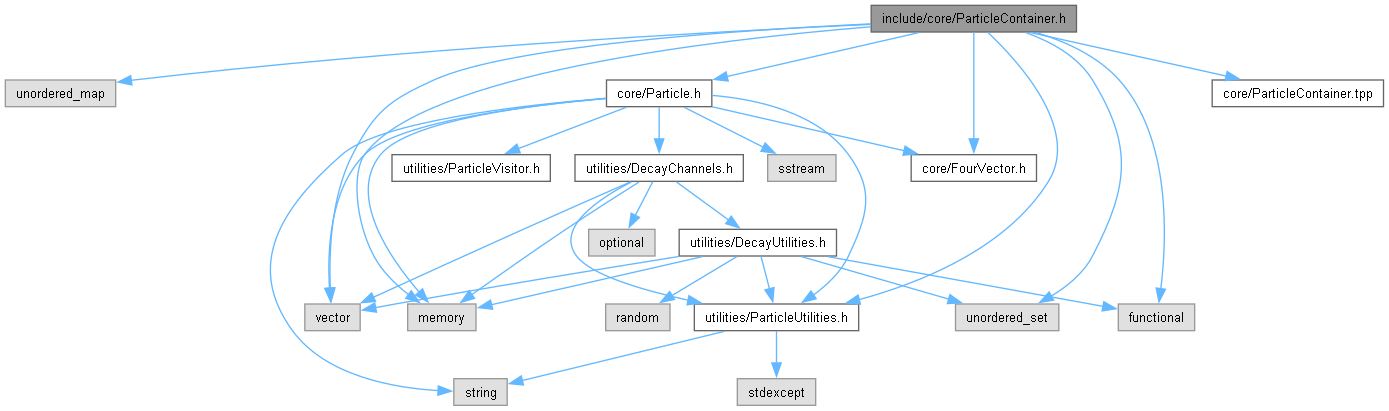 include/core/ParticleContainer.h
unordered_map
core/Particle.h
core/ParticleContainer.tpp
utilities/ParticleVisitor.h
utilities/DecayChannels.h
sstream
core/FourVector.h
optional
utilities/DecayUtilities.h
vector
memory
random
utilities/ParticleUtilities.h
unordered_set
functional
string
stdexcept